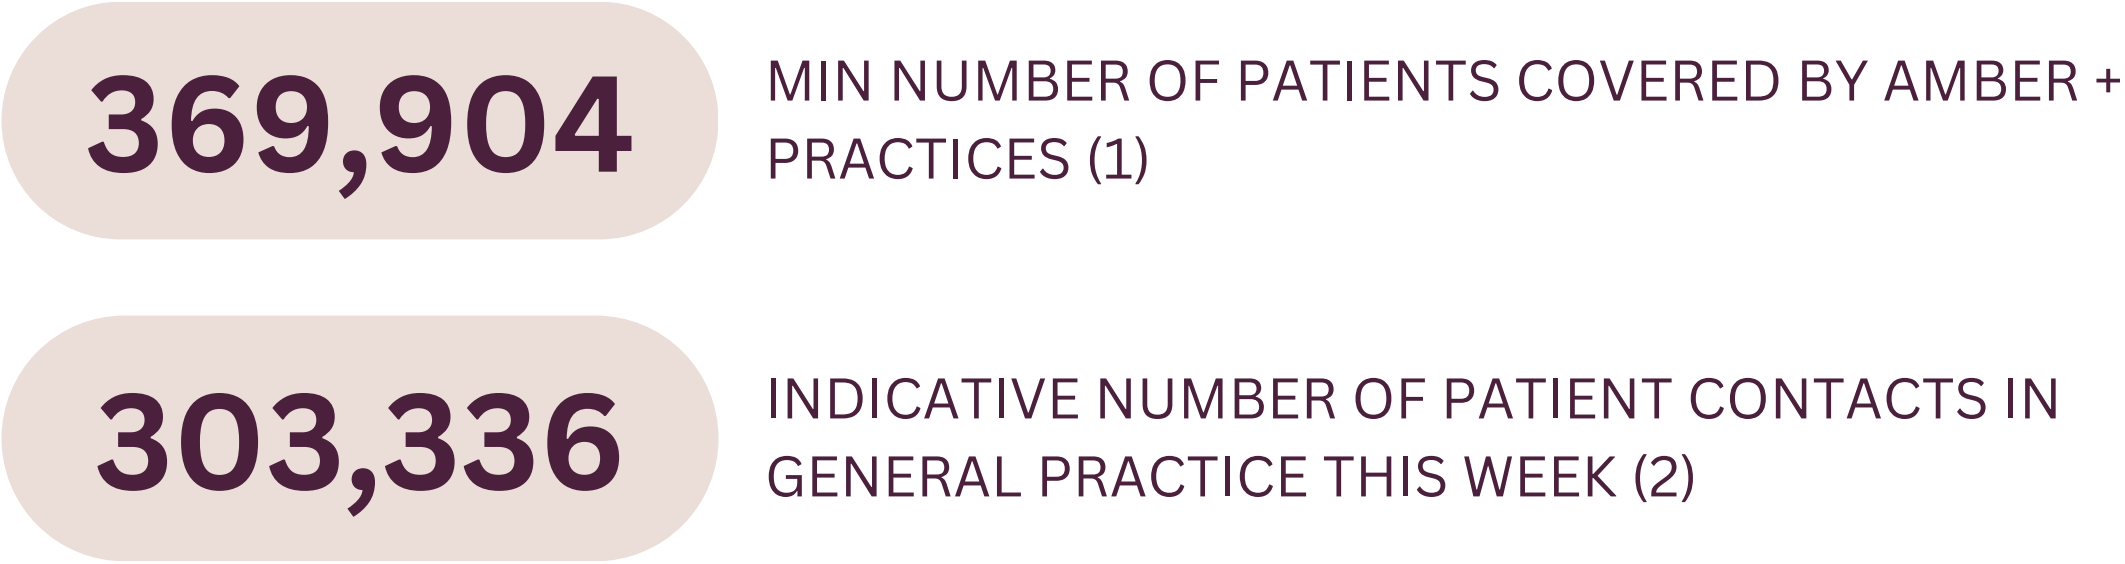 369,904
MIN NUMBER OF PATIENTS COVERED BY AMBER +
PRACTICES (1)
303,336
INDICATIVE NUMBER OF PATIENT CONTACTS IN
GENERAL PRACTICE THIS WEEK (2)